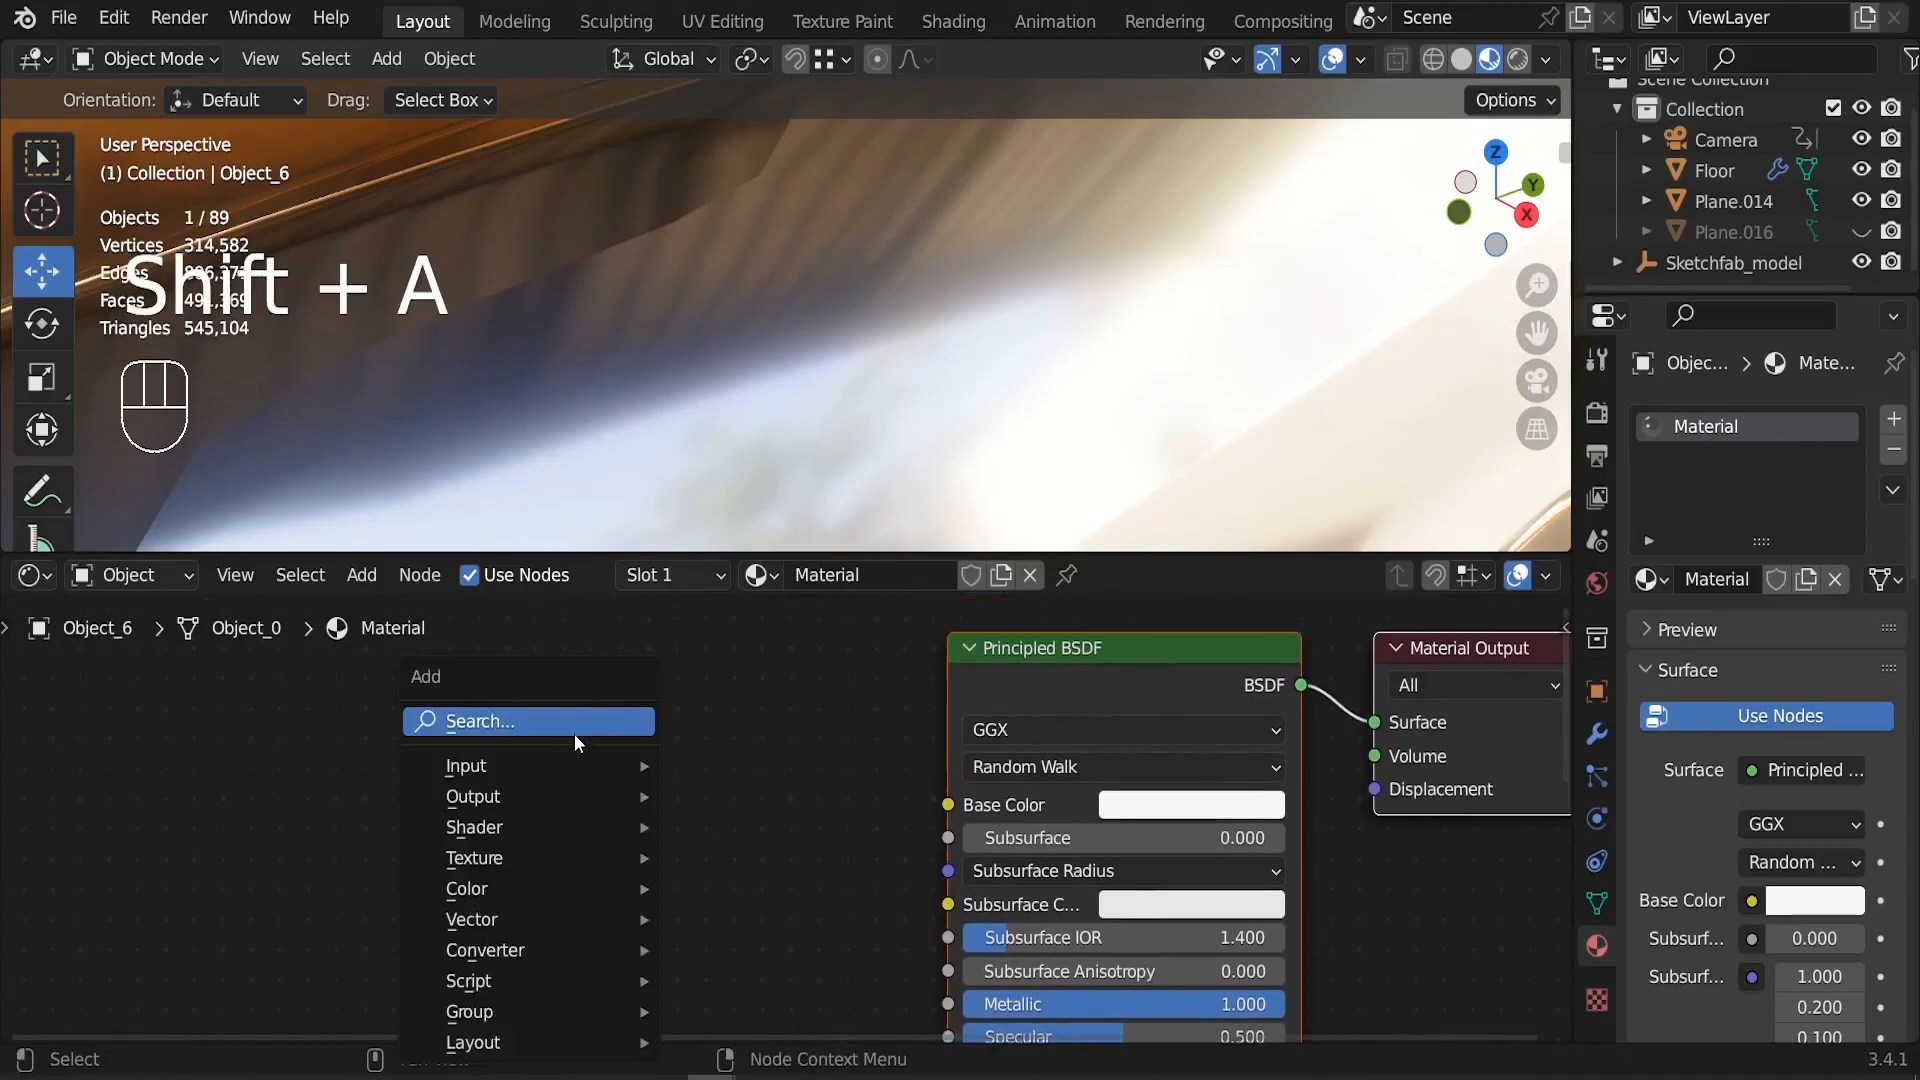 File Edit Render Window Help Layout Modeling Sculpting UV Editing Texture Paint Shading Animation Rendering Compositing Scene ViewLayer
Object Mode View Select Add Object Global
Orientation: Default Drag: Select Box Options
User Perspective
(1) Collection | Object_6
Objects 1 / 89
Vertices 314,582
Edges
Faces
Triangles 545,104
Shift + A
Z
Y
X
Scene Collection
Collection
Camera
Floor
Plane.014
Plane.016
Sketchfab_model
Objec... > Mate...
Material
Material
Preview
Surface
Use Nodes
Surface Principled ...
GGX
Random ...
Base Color
Subsurf... 0.000
Subsurf... 1.000
0.200
0.100
Object View Select Add Node Use Nodes Slot 1 Material
Object_6 > Object_0 > Material
Add
Search...
Input
Output
Shader
Texture
Color
Vector
Converter
Script
Group
Layout
Principled BSDF
BSDF
GGX
Random Walk
Base Color
Subsurface 0.000
Subsurface Radius
Subsurface C...
Subsurface IOR 1.400
Subsurface Anisotropy 0.000
Metallic 1.000
Specular 0.500
Material Output
All
Surface
Volume
Displacement
Select Node Context Menu 3.4.1